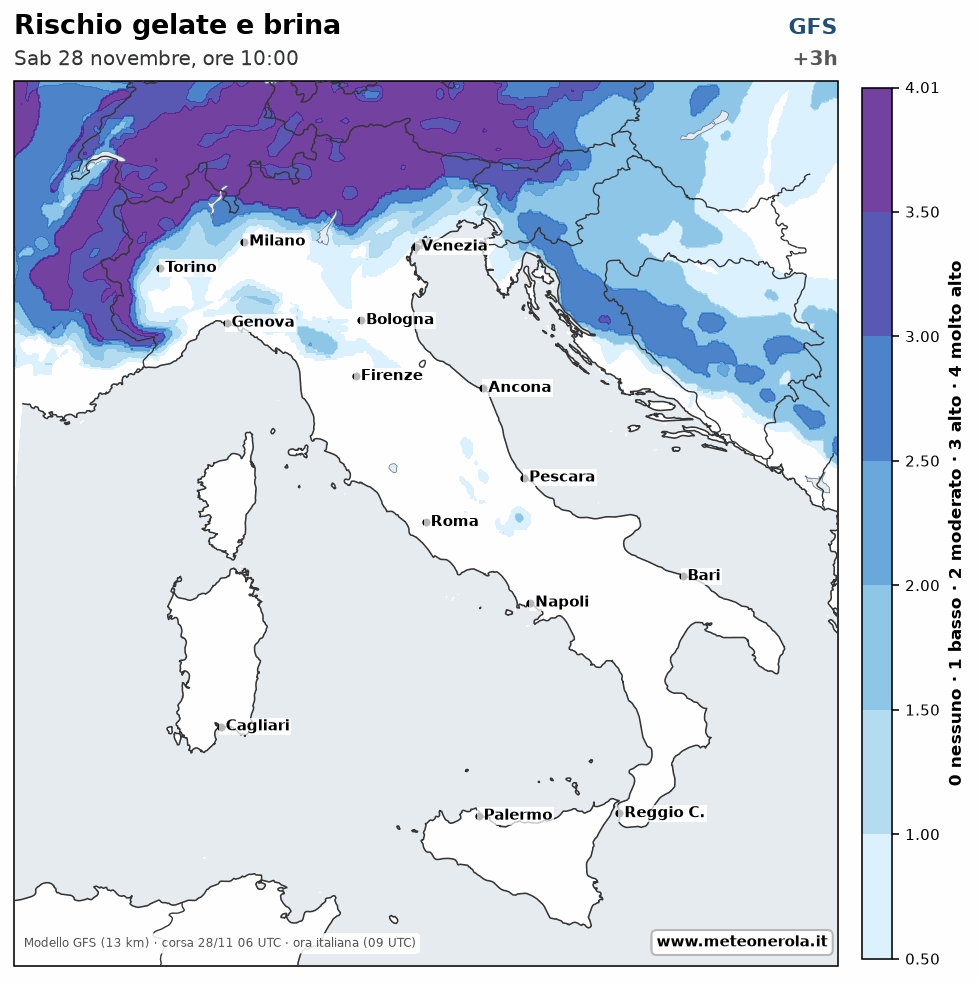 Rischio gelate e brina
GFS
Sab 28 novembre, ore 10:00
+3h
4.01
3.50
3.00
2.50
2.00
1.50
1.00
0.50
0 nessuno · 1 basso · 2 moderato · 3 alto · 4 molto alto
Milano
Venezia
Torino
Genova
Bologna
Firenze
Ancona
Pescara
Roma
Bari
Napoli
Cagliari
Palermo
Reggio C.
Modello GFS (13 km) · corsa 28/11 06 UTC · ora italiana (09 UTC)
www.meteonerola.it